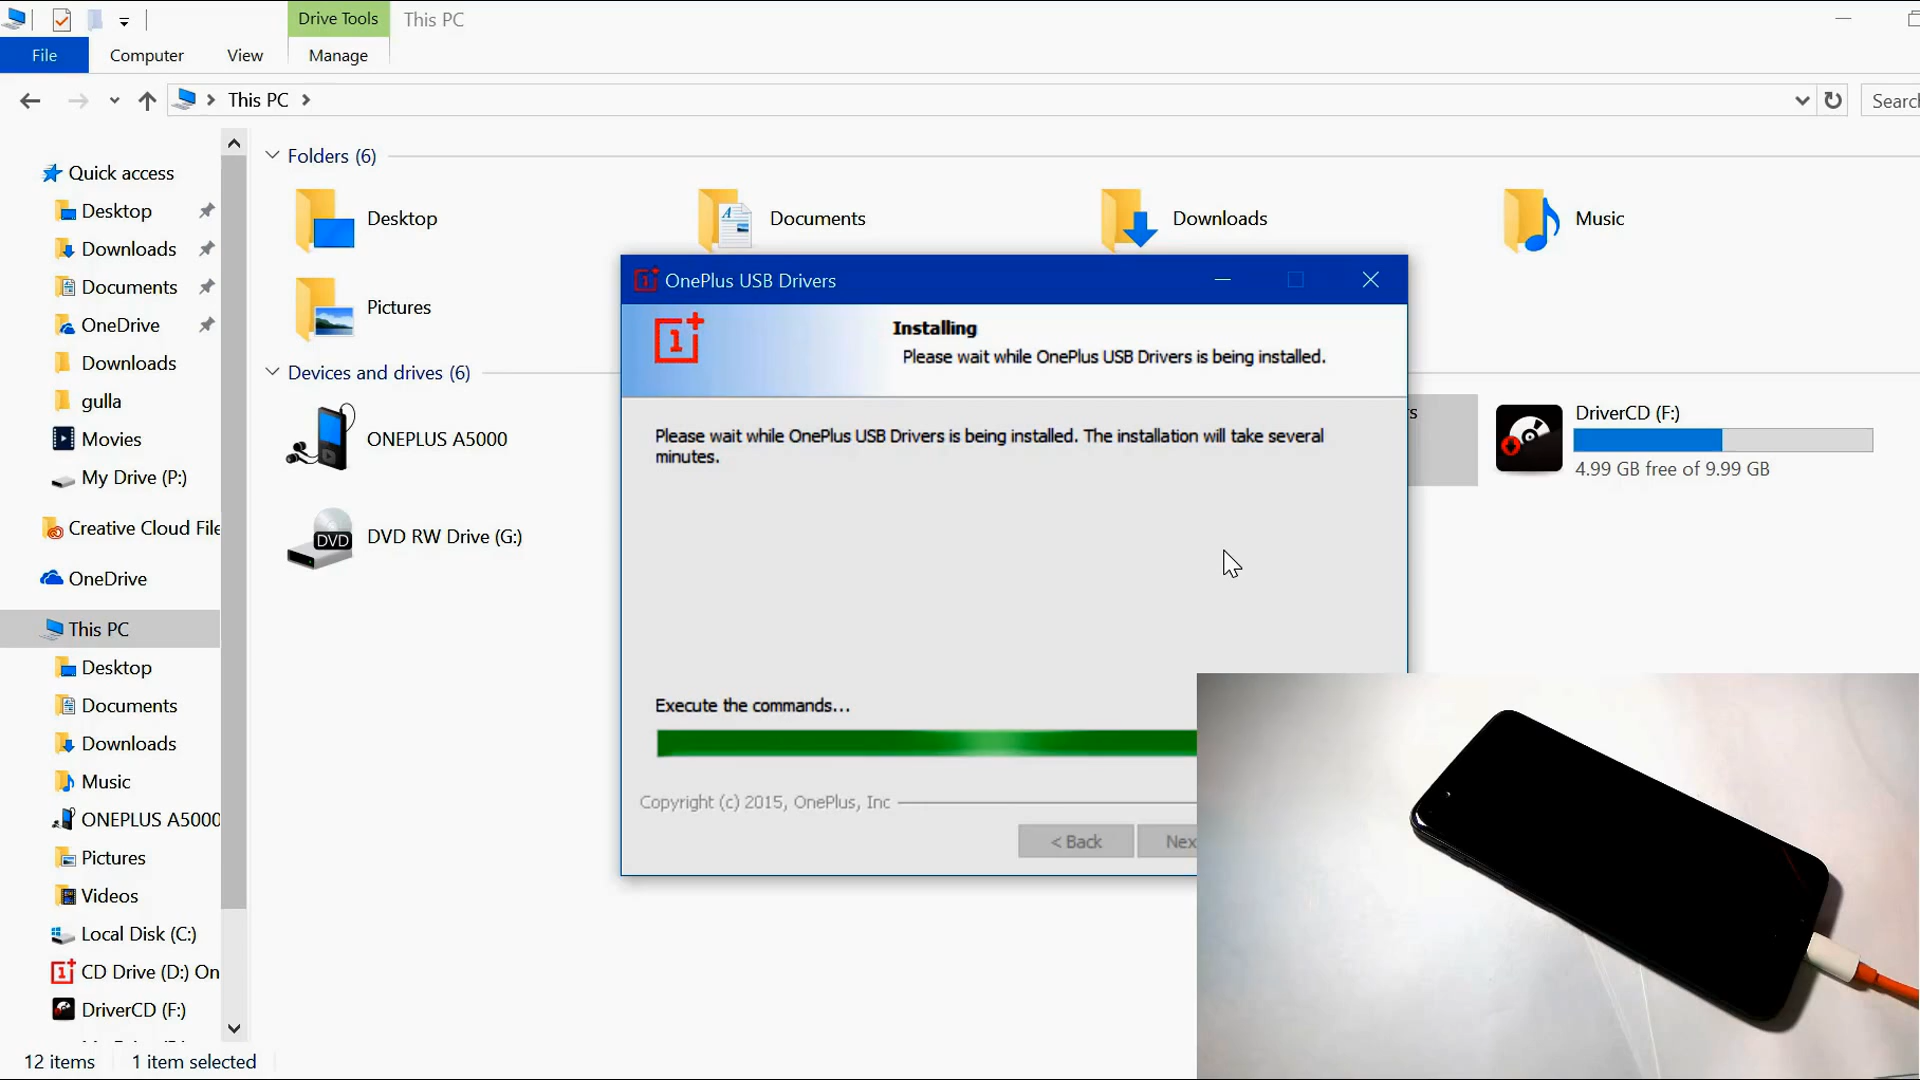 Drive Tools
This PC
File
Computer
View
Manage
This PC
Search
Quick access
Desktop
Downloads
Documents
OneDrive
Downloads
gulla
Movies
My Drive (P:)
Creative Cloud File
OneDrive
This PC
Desktop
Documents
Downloads
Music
ONEPLUS A5000
Pictures
Videos
Local Disk (C:)
CD Drive (D:) On
DriverCD (F:)
Folders (6)
Desktop
Documents
Downloads
Music
Pictures
Devices and drives (6)
ONEPLUS A5000
DriverCD (F:)
4.99 GB free of 9.99 GB
DVD
DVD RW Drive (G:)
OnePlus USB Drivers
Installing
Please wait while OnePlus USB Drivers is being installed.
Please wait while OnePlus USB Drivers is being installed. The installation will take several
minutes.
Execute the commands...
Copyright (c) 2015, OnePlus, Inc
< Back
Nex
12 items
1 item selected